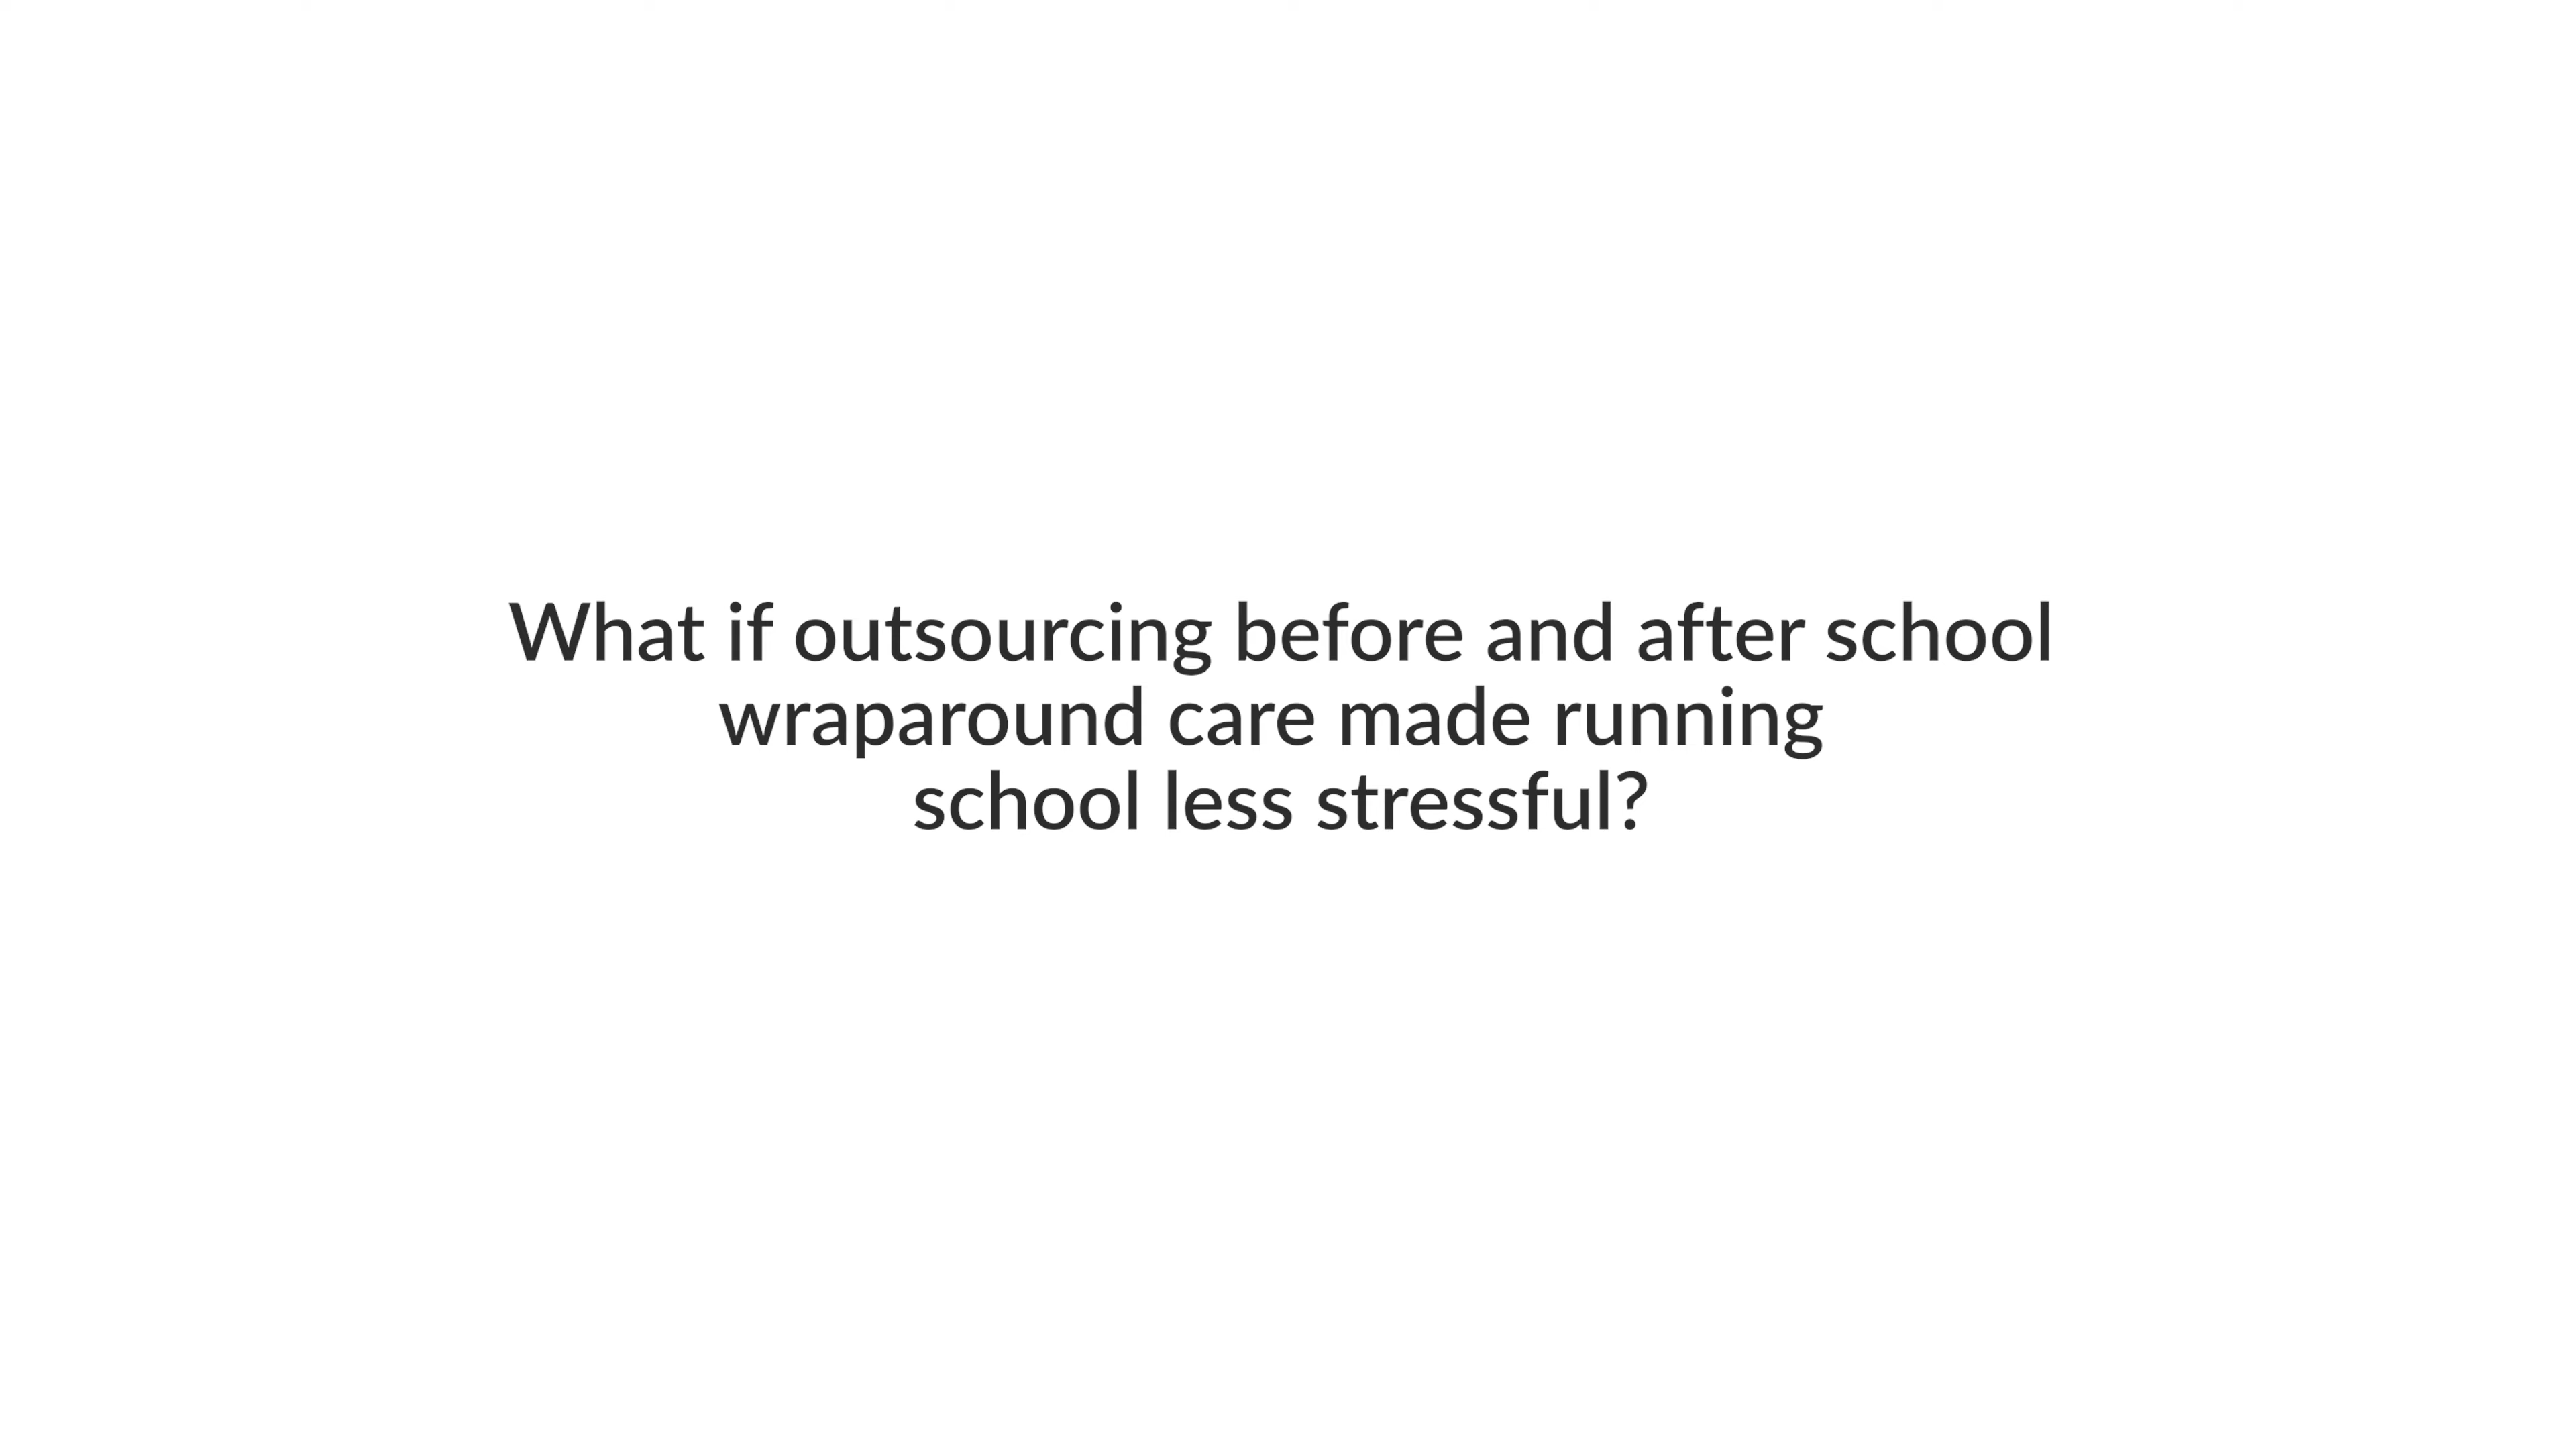 What if outsourcing before and after school
wraparound care made running
school less stressful?